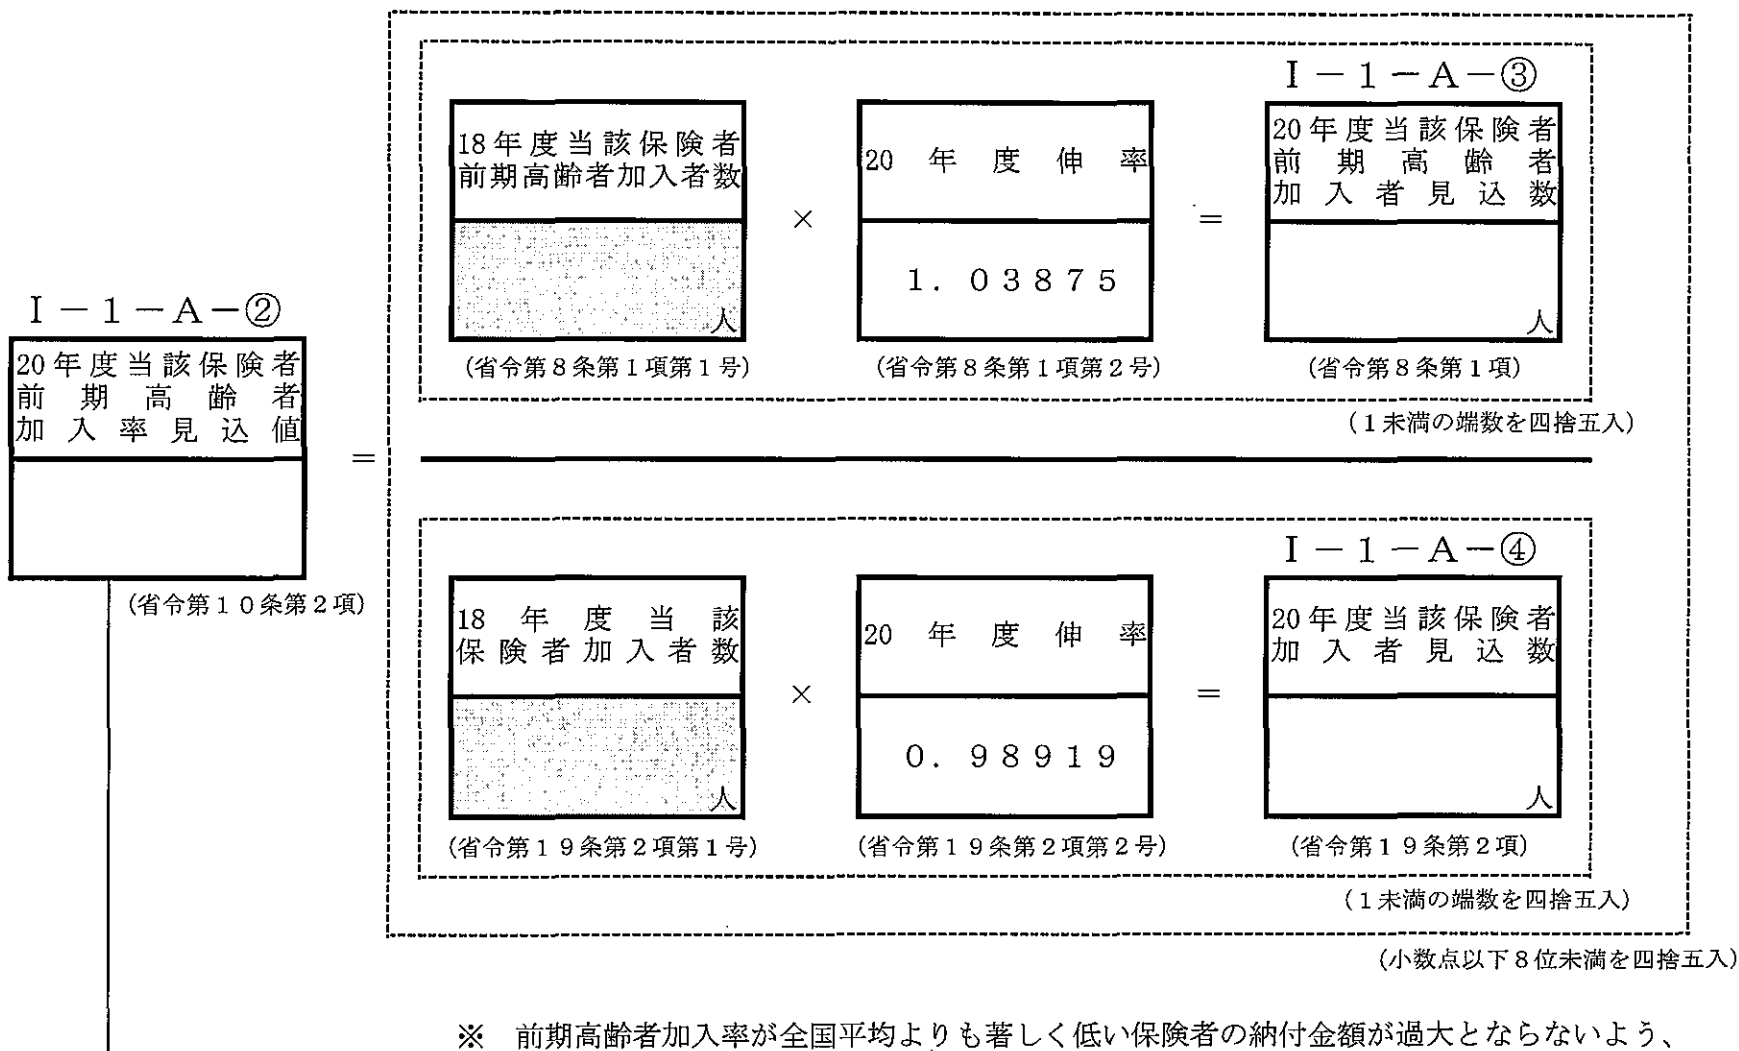 Ⅰ－１－Ａ－③
18年度当該保険者
前期高齢者加入者数
20年度伸率
20年度当該保険者
前期高齢者
加入者見込数
×
=
１．０３８７５
人
人
(省令第８条第１項第１号)
(省令第８条第１項第２号)
(省令第８条第１項)
(１未満の端数を四捨五入)
Ⅰ－１－Ａ－②
20年度当該保険者
前期高齢者
加入率見込値
=
(省令第１０条第２項)
Ⅰ－１－Ａ－④
18年度当該
保険者加入者数
20年度伸率
20年度当該保険者
加入者見込数
×
=
０．９８９１９
人
人
(省令第１９条第２項第１号)
(省令第１９条第２項第２号)
(省令第１９条第２項)
(１未満の端数を四捨五入)
(小数点以下８位未満を四捨五入)
※　前期高齢者加入率が全国平均よりも著しく低い保険者の納付金額が過大とならないよう、